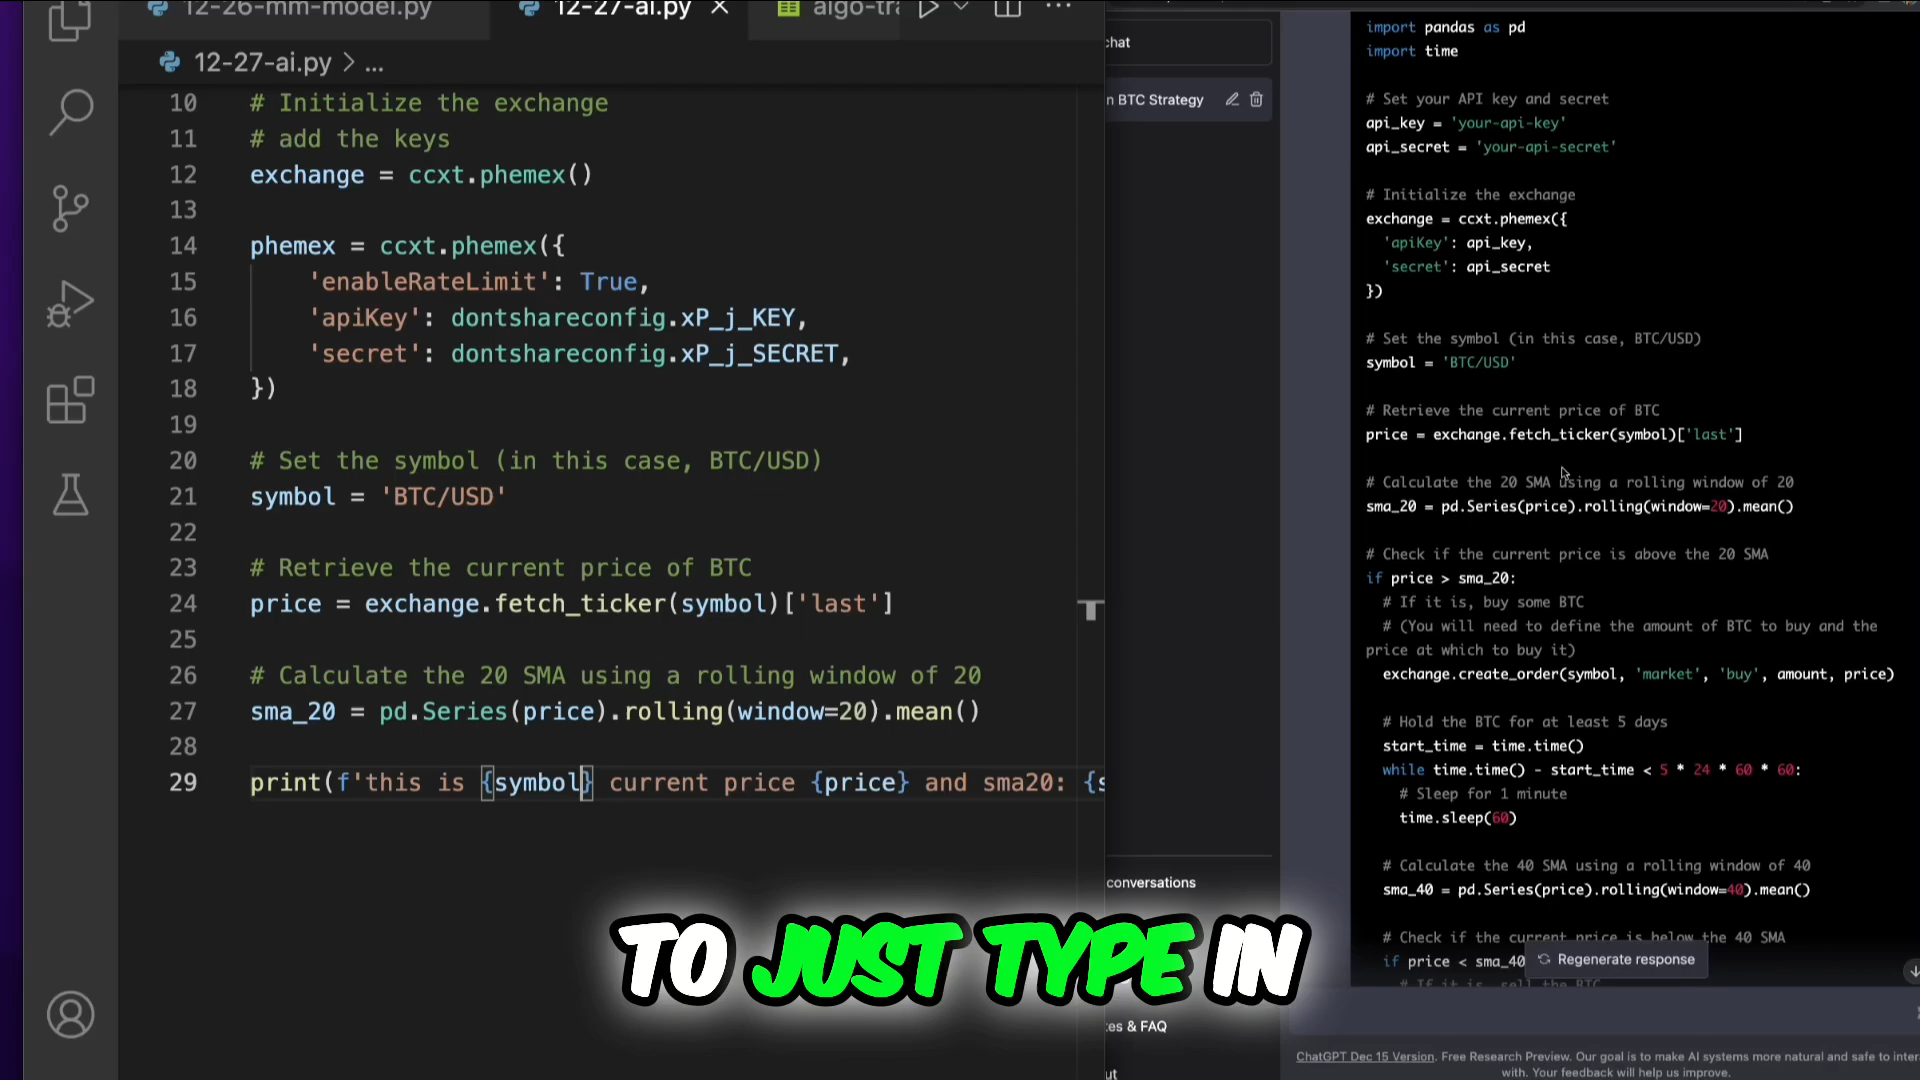 12-26-mm-model.py
12-27-ai.py
algo-tra
12-27-ai.py > ...
10 # Initialize the exchange
11 # add the keys
12 exchange = ccxt.phemex()
13
14 phemex = ccxt.phemex({
15 'enableRateLimit': True,
16 'apiKey': dontshareconfig.xP_j_KEY,
17 'secret': dontshareconfig.xP_j_SECRET,
18 })
19
20 # Set the symbol (in this case, BTC/USD)
21 symbol = 'BTC/USD'
22
23 # Retrieve the current price of BTC
24 price = exchange.fetch_ticker(symbol)['last']
25
26 # Calculate the 20 SMA using a rolling window of 20
27 sma_20 = pd.Series(price).rolling(window=20).mean()
28
29 print(f'this is {symbol} current price {price} and sma20: {s
chat
n BTC Strategy
conversations
tes & FAQ
ut
import pandas as pd
import time
# Set your API key and secret
api_key = 'your-api-key'
api_secret = 'your-api-secret'
# Initialize the exchange
exchange = ccxt.phemex({
'apiKey': api_key,
'secret': api_secret
})
# Set the symbol (in this case, BTC/USD)
symbol = 'BTC/USD'
# Retrieve the current price of BTC
price = exchange.fetch_ticker(symbol)['last']
# Calculate the 20 SMA using a rolling window of 20
sma_20 = pd.Series(price).rolling(window=20).mean()
# Check if the current price is above the 20 SMA
if price > sma_20:
# If it is, buy some BTC
# (You will need to define the amount of BTC to buy and the
price at which to buy it)
exchange.create_order(symbol, 'market', 'buy', amount, price)
# Hold the BTC for at least 5 days
start_time = time.time()
while time.time() - start_time < 5 * 24 * 60 * 60:
# Sleep for 1 minute
time.sleep(60)
# Calculate the 40 SMA using a rolling window of 40
sma_40 = pd.Series(price).rolling(window=40).mean()
# Check if the current price is below the 40 SMA
if price < sma_40
# If it is, sell the BTC
Regenerate response
ChatGPT Dec 15 Version. Free Research Preview. Our goal is to make AI systems more natural and safe to inter
with. Your feedback will help us improve.
TO JUST TYPE IN